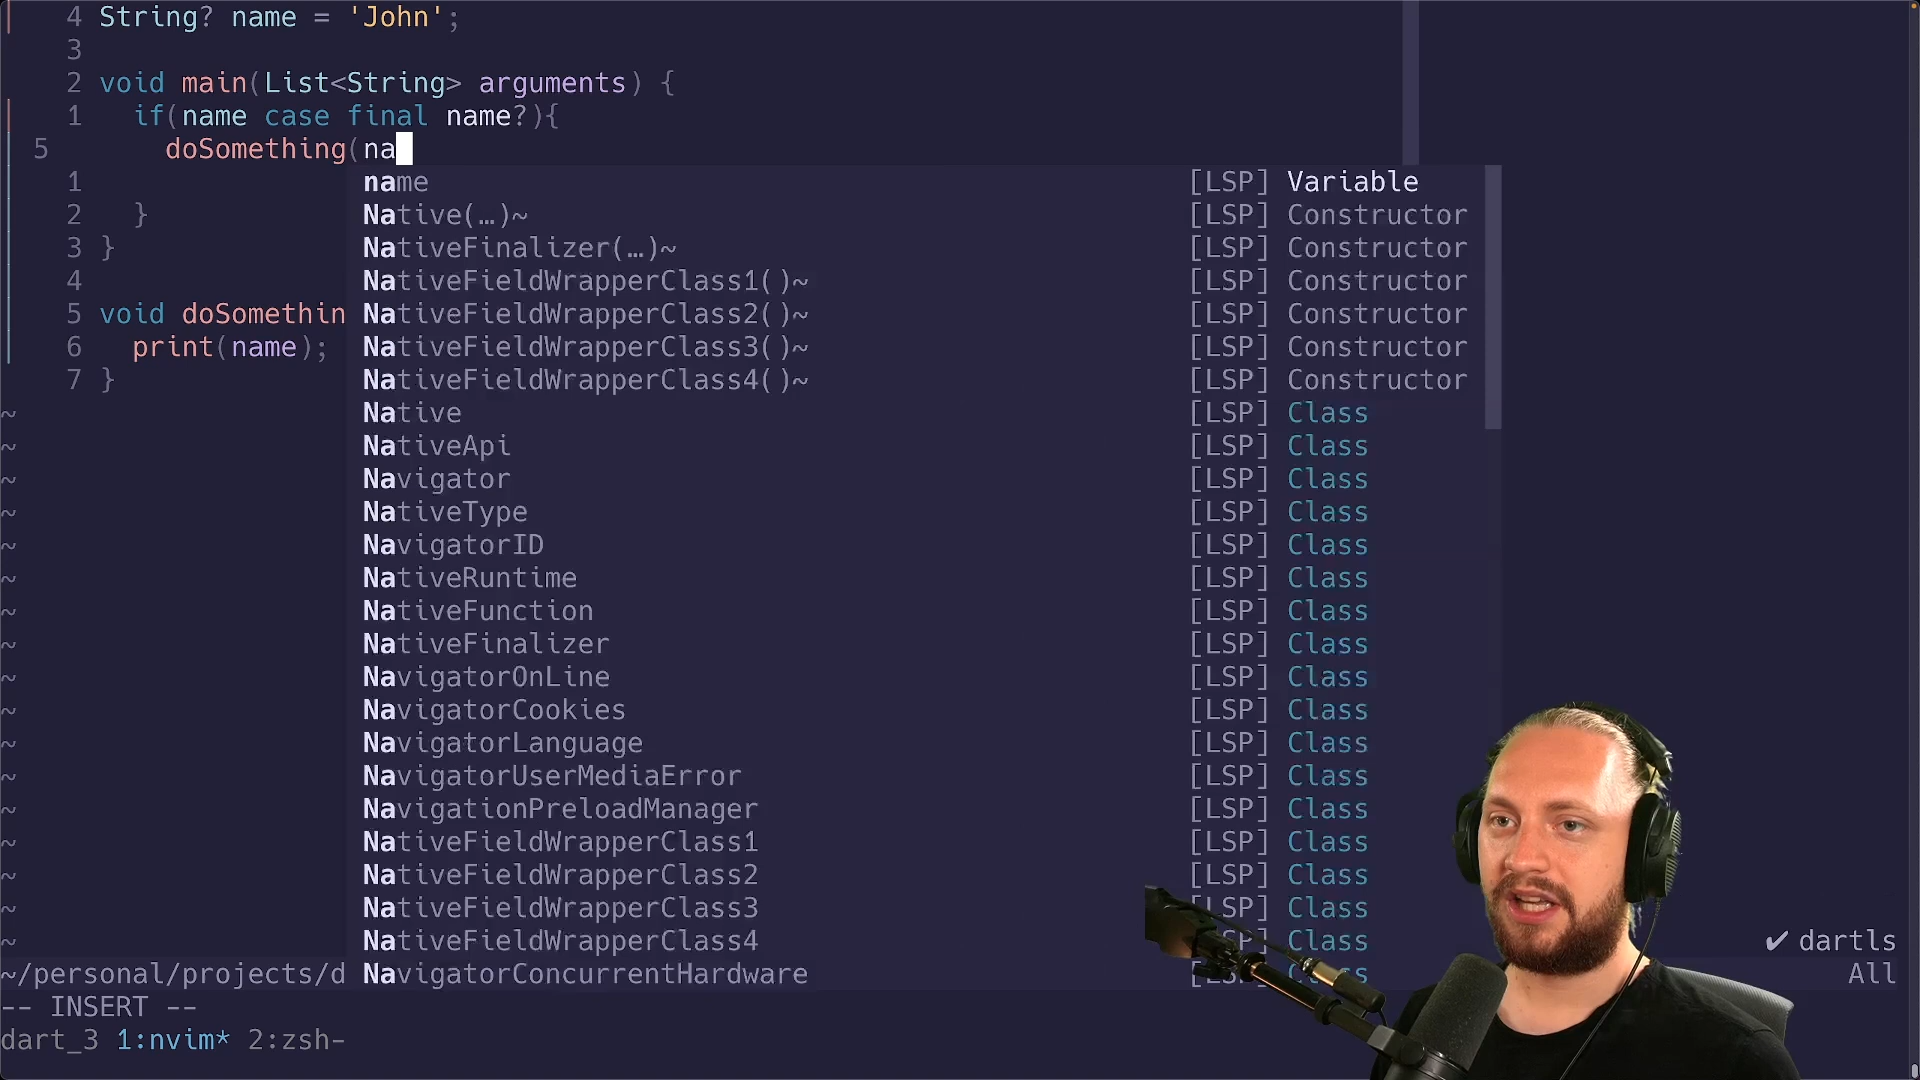 4 String? name = 'John';
3
2 void main(List<String> arguments) {
1 if(name case final name?){
5 doSomething(na
1 name [LSP] Variable
2 } Native(…)~ [LSP] Constructor
3 } NativeFinalizer(…)~ [LSP] Constructor
4 NativeFieldWrapperClass1()~ [LSP] Constructor
5 void doSomethin NativeFieldWrapperClass2()~ [LSP] Constructor
6 print(name); NativeFieldWrapperClass3()~ [LSP] Constructor
7 } NativeFieldWrapperClass4()~ [LSP] Constructor
~ Native [LSP] Class
~ NativeApi [LSP] Class
~ Navigator [LSP] Class
~ NativeType [LSP] Class
~ NavigatorID [LSP] Class
~ NativeRuntime [LSP] Class
~ NativeFunction [LSP] Class
~ NativeFinalizer [LSP] Class
~ NavigatorOnLine [LSP] Class
~ NavigatorCookies [LSP] Class
~ NavigatorLanguage [LSP] Class
~ NavigatorUserMediaError [LSP] Class
~ NavigationPreloadManager [LSP] Class
~ NativeFieldWrapperClass1 [LSP] Class
~ NativeFieldWrapperClass2 [LSP] Class
~ NativeFieldWrapperClass3 [LSP] Class
~ NativeFieldWrapperClass4 [LSP] Class ✔ dartls
~/personal/projects/d NavigatorConcurrentHardware [LSP] Class All
-- INSERT --
dart_3 1:nvim* 2:zsh-